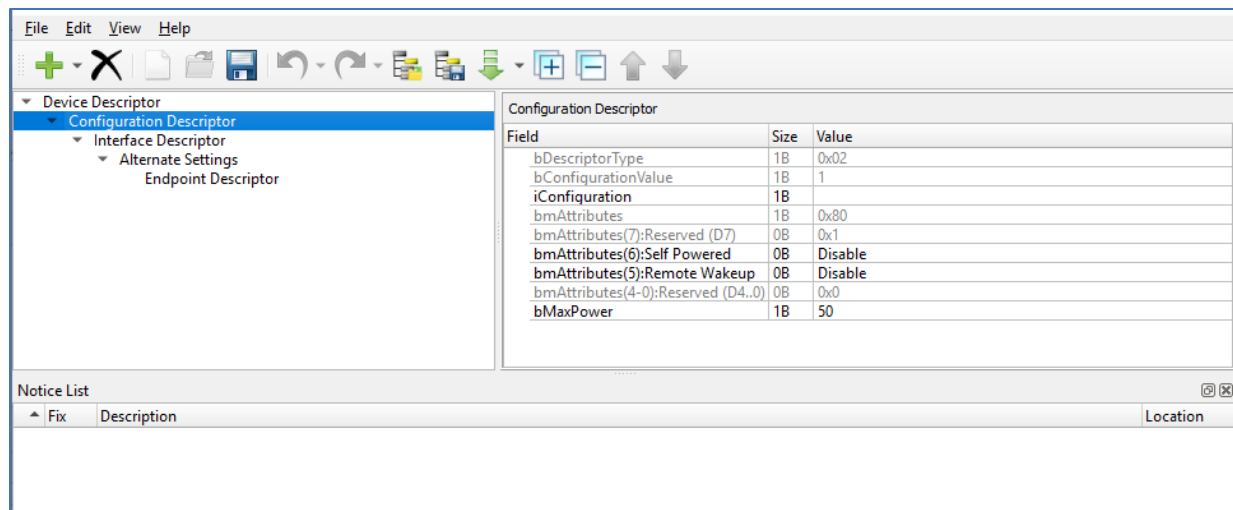 File Edit View Help
Device Descriptor
Configuration Descriptor
Interface Descriptor
Alternate Settings
Endpoint Descriptor
Configuration Descriptor
Field Size Value
bDescriptorType 1B 0x02
bConfigurationValue 1B 1
iConfiguration 1B
bmAttributes 1B 0x80
bmAttributes(7):Reserved (D7) 0B 0x1
bmAttributes(6):Self Powered 0B Disable
bmAttributes(5):Remote Wakeup 0B Disable
bmAttributes(4-0):Reserved (D4..0) 0B 0x0
bMaxPower 1B 50
Notice List
Fix Description Location